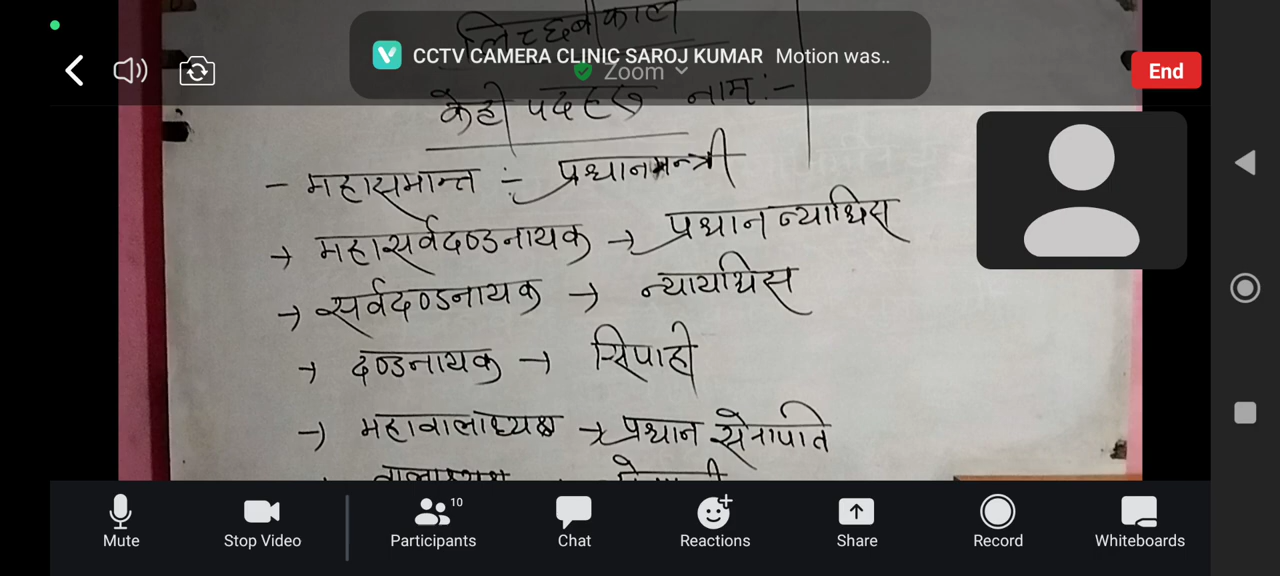 लिच्छबीकाल
CCTV CAMERA CLINIC SAROJ KUMAR Motion was..
Zoom
End
केही पदहरु नाम :-
- महासमान्त ÷ प्रधानमन्त्री
→ महासर्वदण्डनायक → प्रधान न्याधिस
→ सर्वदण्डनायक → न्यायधिस
→ दण्डनायक → सिपाही
→ महावालाध्यक्ष → प्रधान सेनापति
10
Mute Stop Video Participants Chat Reactions Share Record Whiteboards